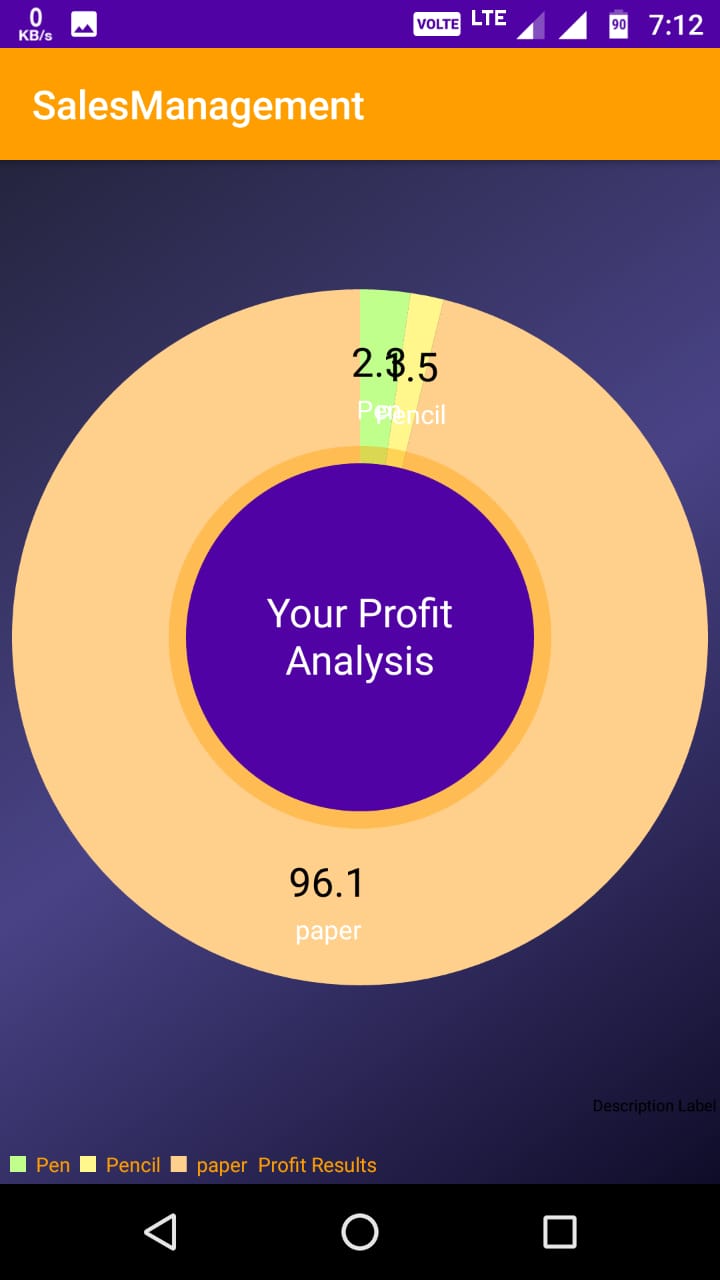 0
KB/s
VOLTE LTE 90 7:12
SalesManagement
2.3 1.5
Pen Pencil
Your Profit
Analysis
96.1
paper
Description Label
Pen Pencil paper Profit Results